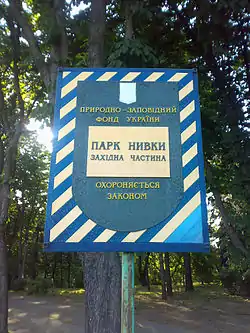 ПРИРОДНО-ЗАПОВІДНИЙ
ФОНД УКРАЇНИ
ПАРК НИВКИ
ЗАХІДНА ЧАСТИНА
ОХОРОНЯЄТЬСЯ
ЗАКОНОМ